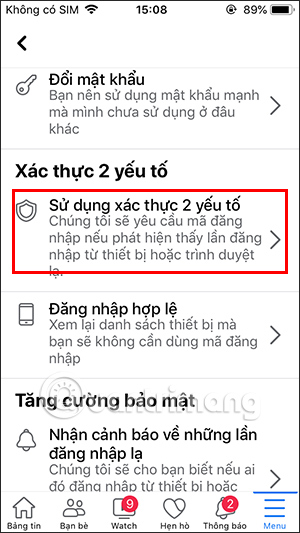 Không có SIM 15:08 89%
Đổi mật khẩu
Bạn nên sử dụng mật khẩu mạnh
mà mình chưa sử dụng ở đâu
khác
Xác thực 2 yếu tố
Sử dụng xác thực 2 yếu tố
Chúng tôi sẽ yêu cầu mã đăng
nhập nếu phát hiện thấy lần đăng
nhập từ thiết bị hoặc trình duyệt
lạ.
Đăng nhập hợp lệ
Xem lại danh sách thiết bị mà
bạn sẽ không cần dùng mã đăng
nhập
Quantrimang
Tăng cường bảo mật
Nhận cảnh báo về những lần
đăng nhập lạ
Chúng tôi sẽ cho bạn biết nếu ai
đó đăng nhập từ thiết bị hoặc
9 2
Bảng tin Bạn bè Watch Hẹn hò Thông báo Menu